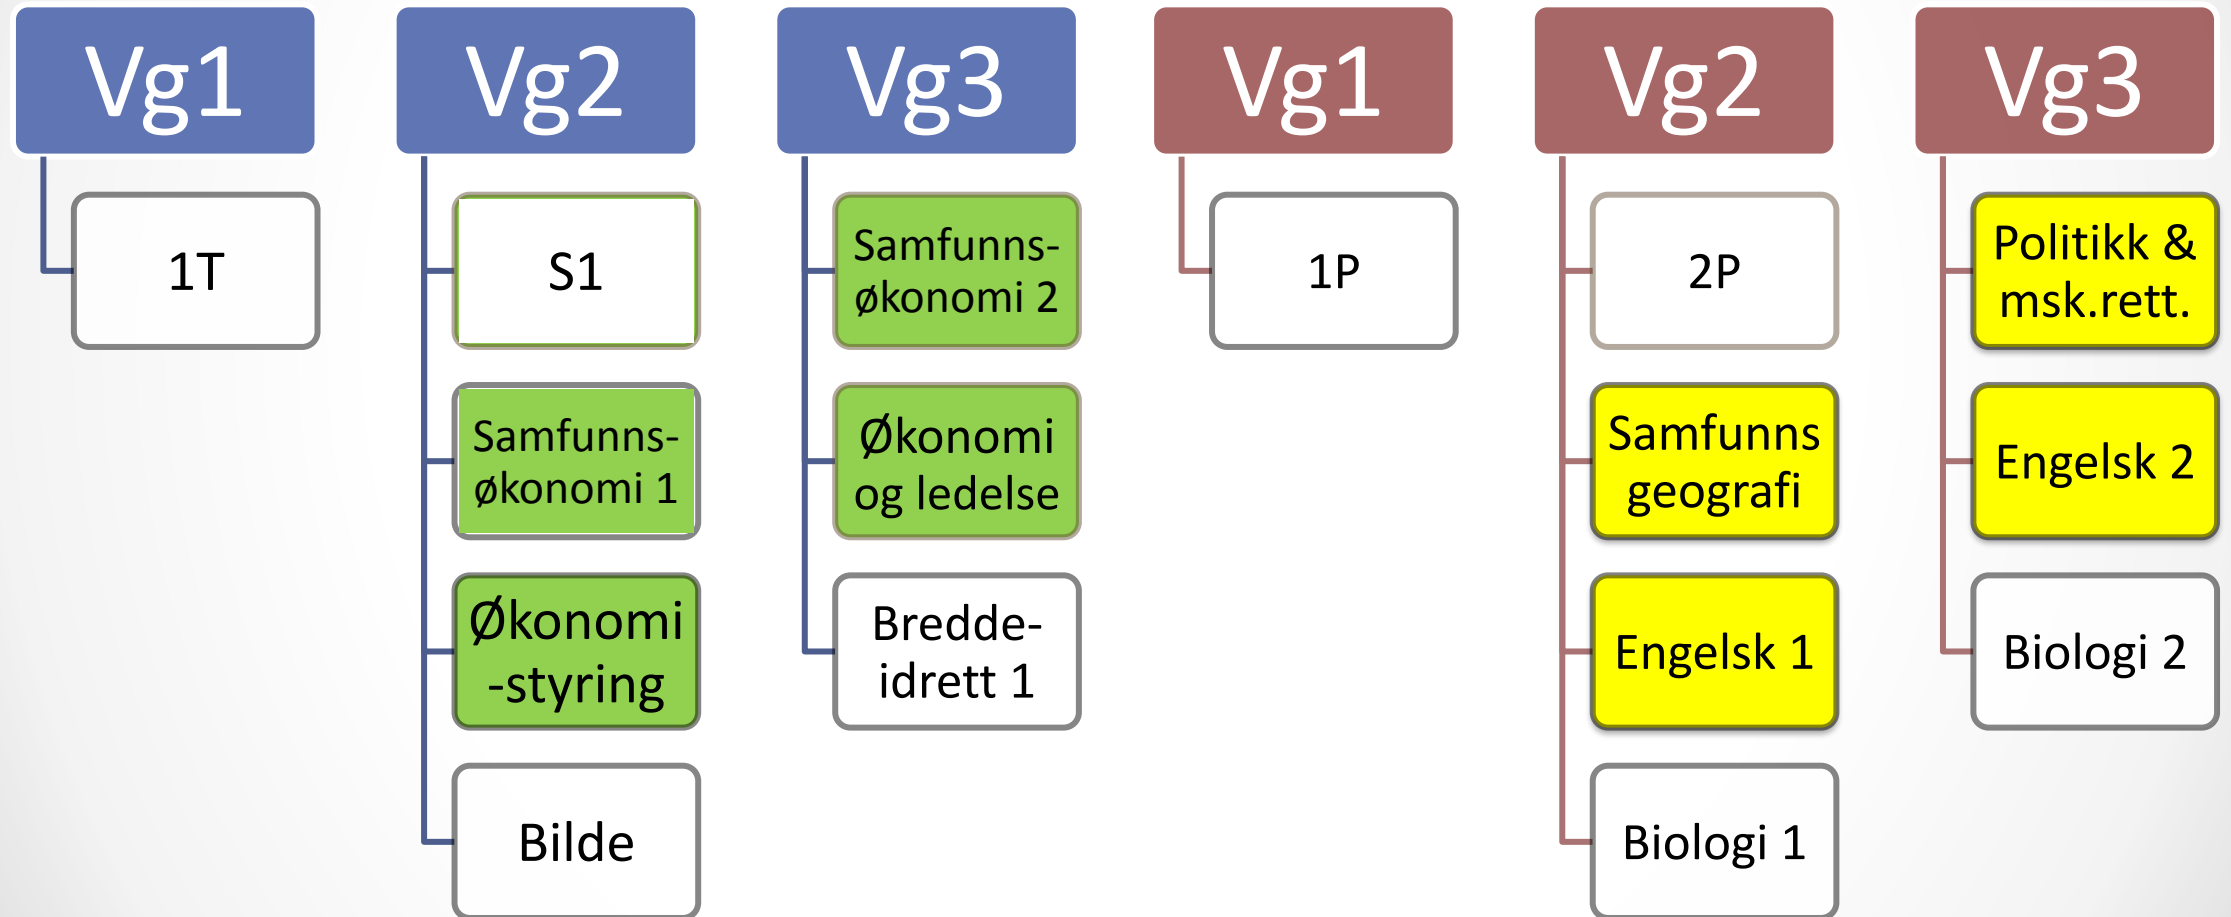 Vg1
1T
Vg2
S1
Samfunns-
økonomi 1
Økonomi
-styring
Bilde
Vg3
Samfunns-
økonomi 2
Økonomi
og ledelse
Bredde-
idrett 1
Vg1
1P
Vg2
2P
Samfunns
geografi
Engelsk 1
Biologi 1
Vg3
Politikk &
msk.rett.
Engelsk 2
Biologi 2